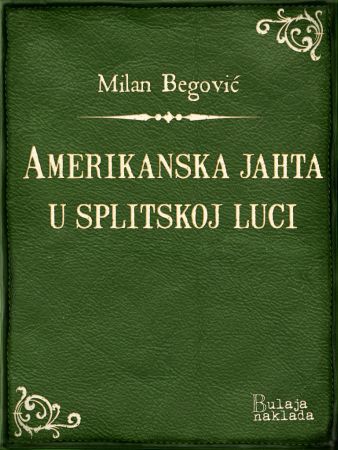 Milan Begović
Amerikanska jahta
u splitskoj luci
Bulaja
naklada